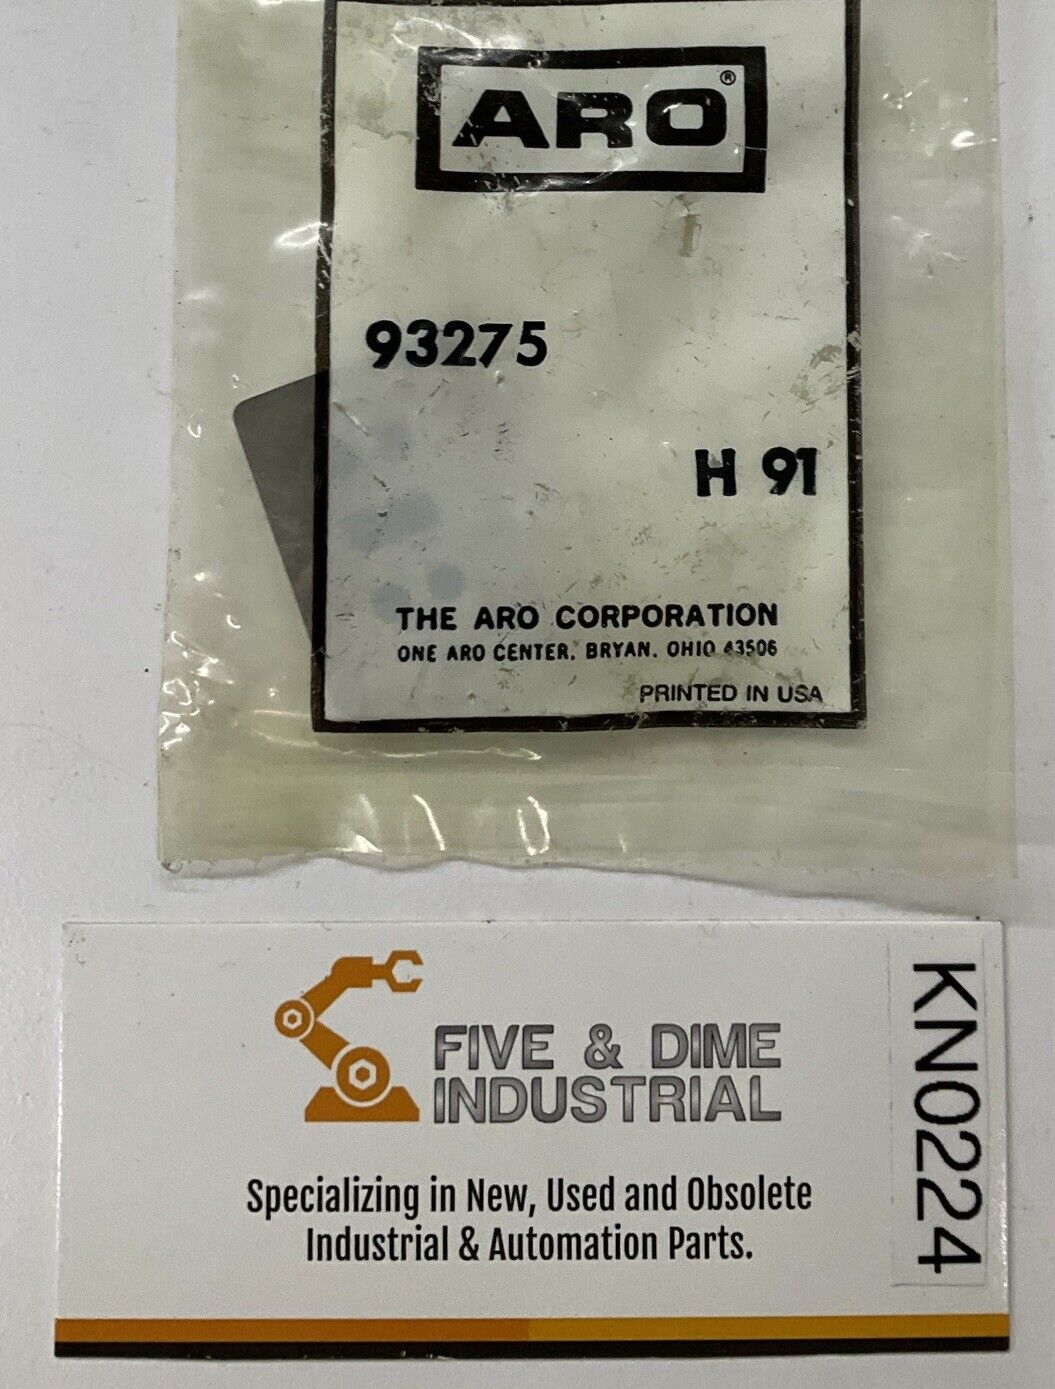 ARO®
93275
H 91
THE ARO CORPORATION
ONE ARO CENTER, BRYAN, OHIO 43506
PRINTED IN USA
FIVE & DIME
INDUSTRIAL
Specializing in New, Used and Obsolete
Industrial & Automation Parts.
KN0224